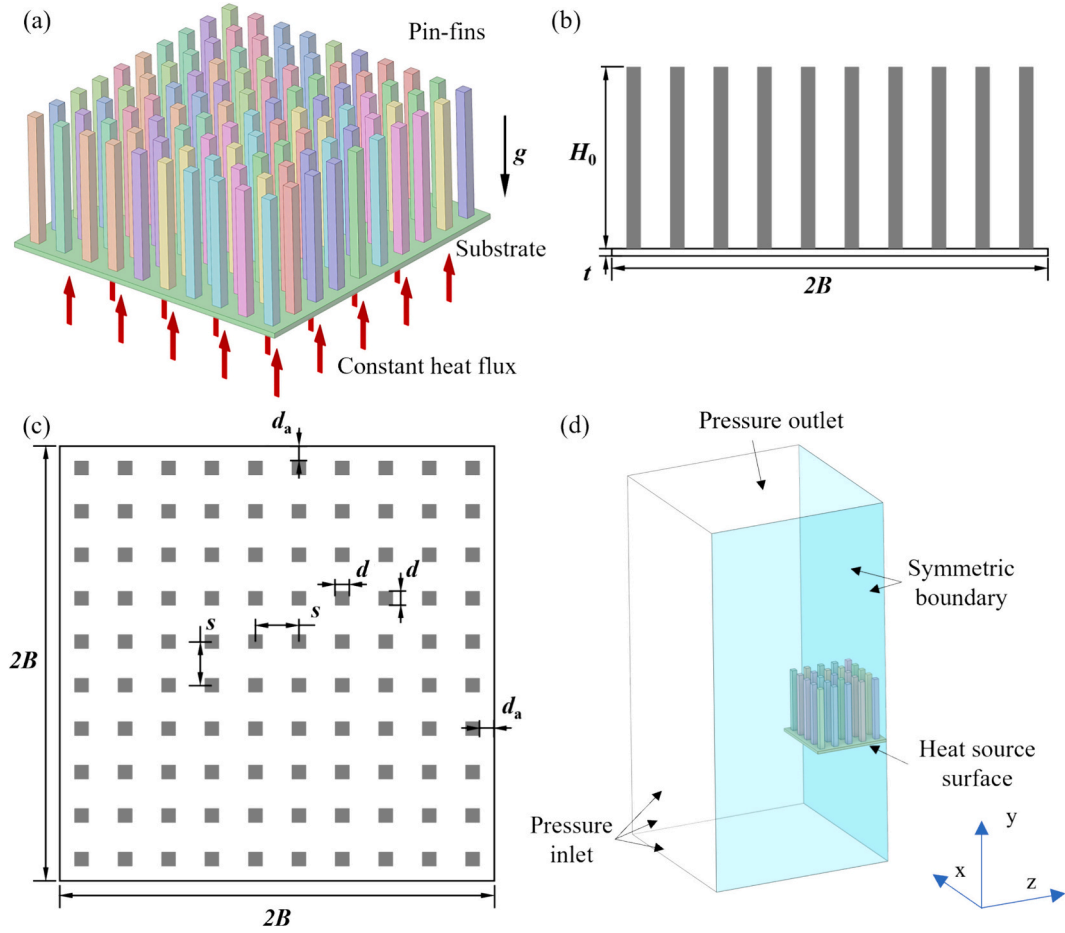 (a)
Pin-fins
g
Substrate
Constant heat flux
(b)
H₀
t
2B
(c)
dₐ
d
d
s
s
2B
dₐ
2B
(d)
Pressure outlet
Symmetric
boundary
Heat source
surface
Pressure
inlet
y
x
z